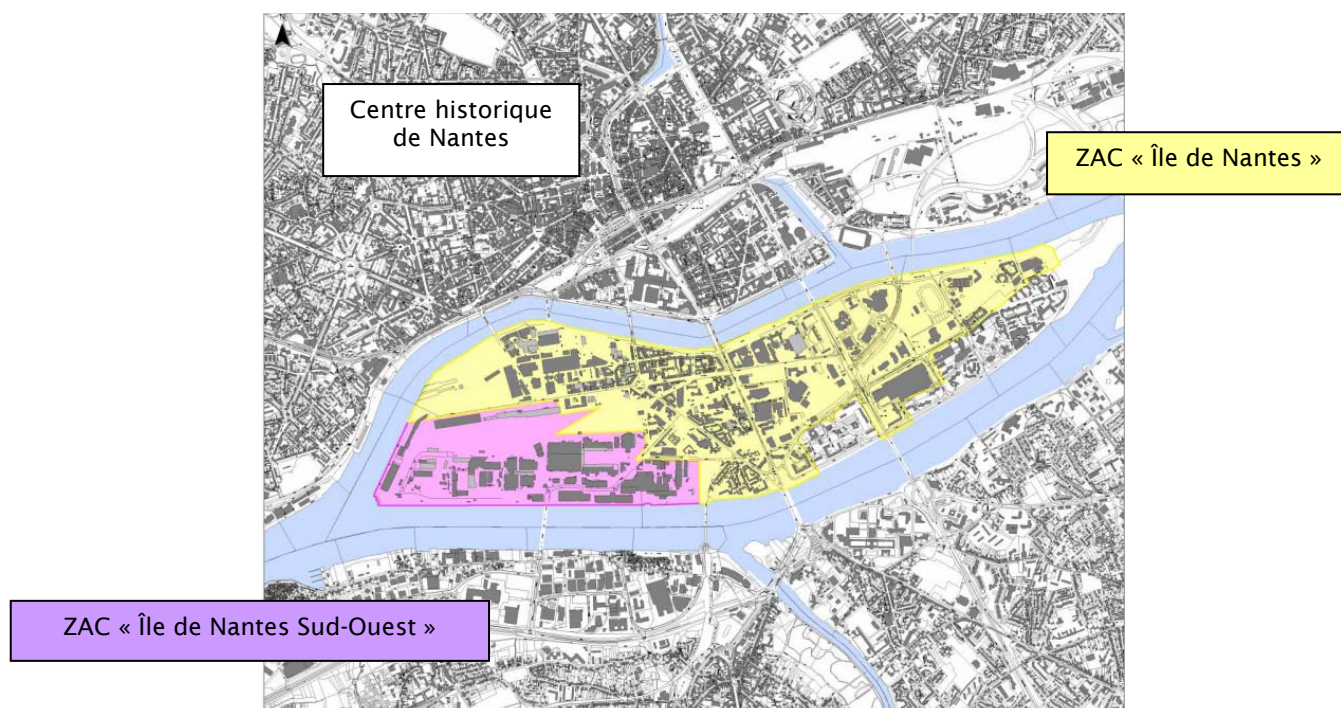 Centre historique
de Nantes
ZAC « Île de Nantes »
ZAC « Île de Nantes Sud-Ouest »